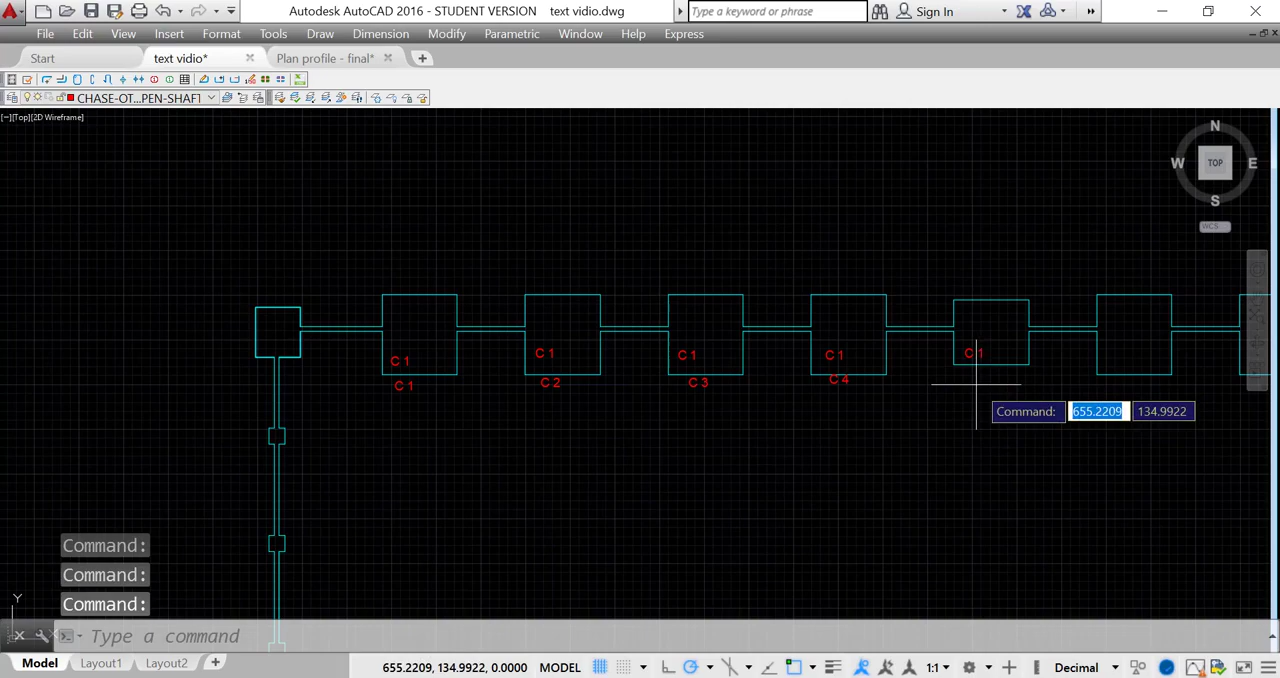 Autodesk AutoCAD 2016 - STUDENT VERSION text vidio.dwg
Type a keyword or phrase
Sign In
File Edit View Insert Format Tools Draw Dimension Modify Parametric Window Help Express
Start text vidio* Plan profile - final*
CHASE-OT...PEN-SHAFT
[−][Top][2D Wireframe]
N
W TOP E
S
WCS
C 1 C 1 C 1 C 1 C 1
C 1 C 2 C 3 C 4
Command: 655.2209 134.9922
Command:
Command:
Command:
Y
Type a command
Model Layout1 Layout2
655.2209, 134.9922, 0.0000 MODEL 1:1 Decimal